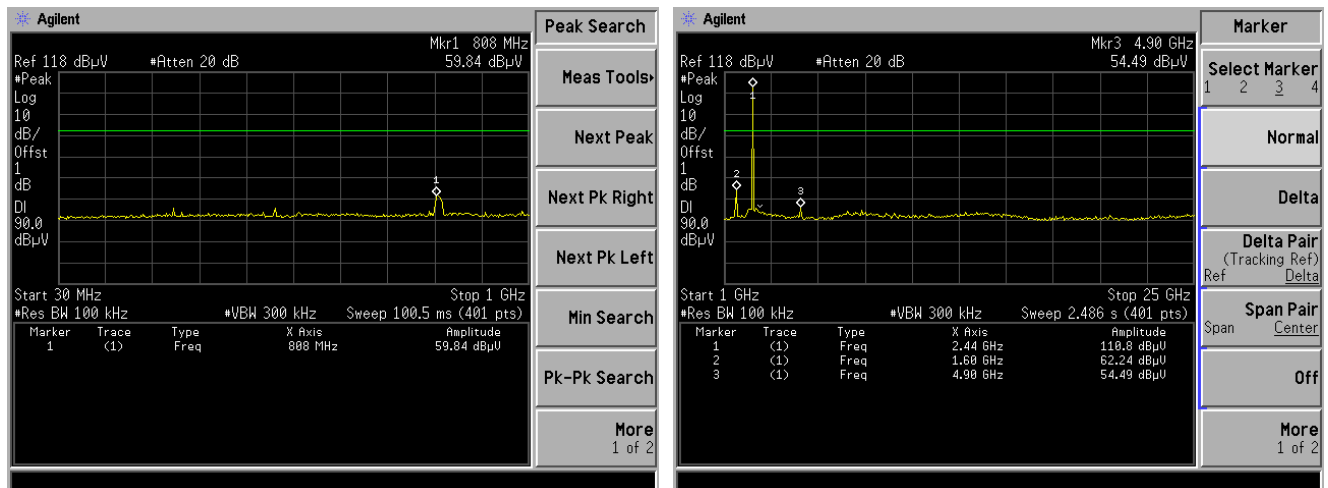 Agilent
Peak Search
Mkr1 808 MHz
Ref 118 dBµV #Atten 20 dB 59.84 dBµV
#Peak
Log
10
dB/
Offst
1
dB
DI
90.0
dBµV
1
Start 30 MHz Stop 1 GHz
#Res BW 100 kHz #VBW 300 kHz Sweep 100.5 ms (401 pts)
Marker Trace Type X Axis Amplitude
1 (1) Freq 808 MHz 59.84 dBµV
Meas Tools
Next Peak
Next Pk Right
Next Pk Left
Min Search
Pk-Pk Search
More
1 of 2
Agilent
Marker
Mkr3 4.90 GHz
Ref 118 dBµV #Atten 20 dB 54.49 dBµV
#Peak
Log
10
dB/
Offst
1
dB
DI
90.0
dBµV
1
2
3
Start 1 GHz Stop 25 GHz
#Res BW 100 kHz #VBW 300 kHz Sweep 2.486 s (401 pts)
Marker Trace Type X Axis Amplitude
1 (1) Freq 2.44 GHz 110.8 dBµV
2 (1) Freq 1.60 GHz 62.24 dBµV
3 (1) Freq 4.90 GHz 54.49 dBµV
Select Marker
1 2 3 4
Normal
Delta
Delta Pair
(Tracking Ref)
Ref Delta
Span Pair
Span Center
Off
More
1 of 2